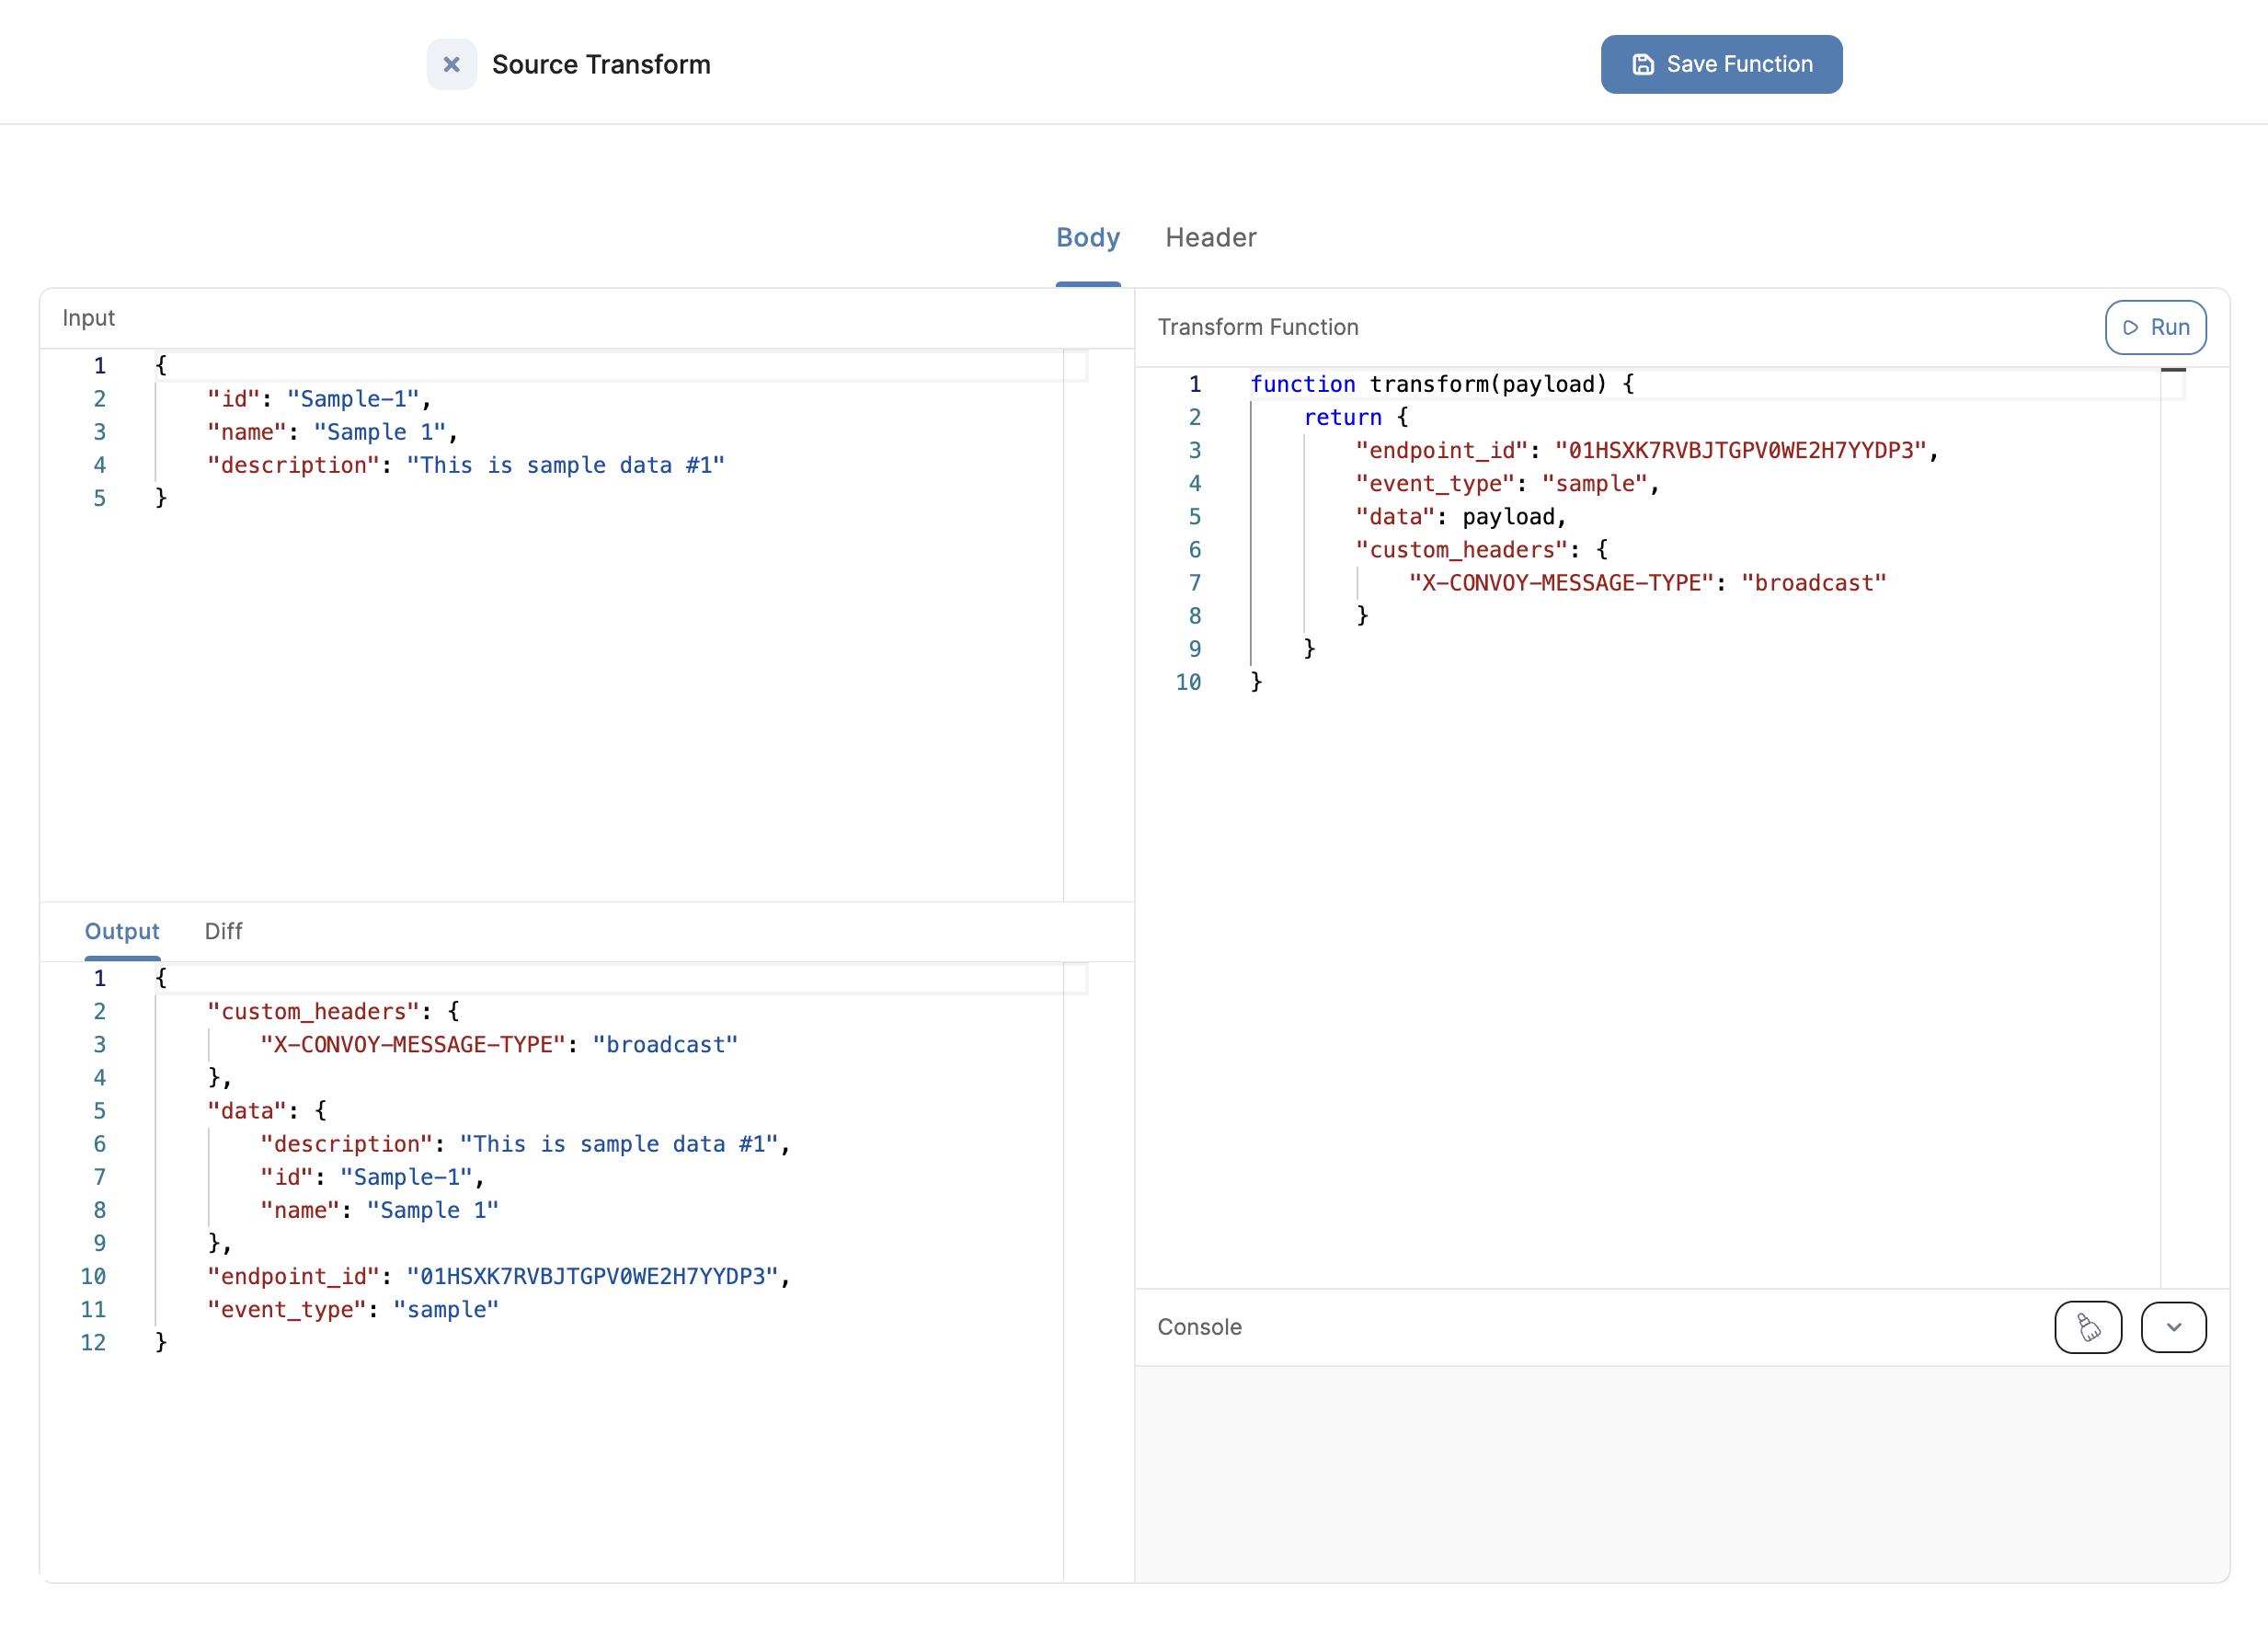 Source Transform
Save Function
Body Header
Input
1 {
2     "id": "Sample-1",
3     "name": "Sample 1",
4     "description": "This is sample data #1"
5 }
Output Diff
1 {
2     "custom_headers": {
3         "X-CONVOY-MESSAGE-TYPE": "broadcast"
4     },
5     "data": {
6         "description": "This is sample data #1",
7         "id": "Sample-1",
8         "name": "Sample 1"
9     },
10     "endpoint_id": "01HSXK7RVBJTGPV0WE2H7YYDP3",
11     "event_type": "sample"
12 }
Transform Function
Run
1 function transform(payload) {
2     return {
3         "endpoint_id": "01HSXK7RVBJTGPV0WE2H7YYDP3",
4         "event_type": "sample",
5         "data": payload,
6         "custom_headers": {
7             "X-CONVOY-MESSAGE-TYPE": "broadcast"
8         }
9     }
10 }
Console